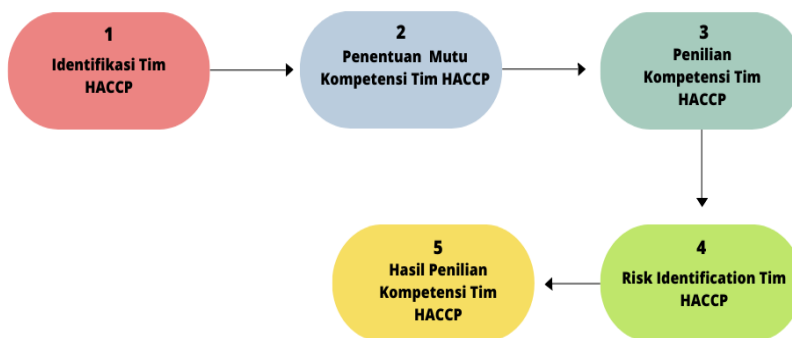 1
Identifikasi Tim
HACCP
2
Penentuan Mutu
Kompetensi Tim HACCP
3
Penilian
Kompetensi Tim
HACCP
4
Risk Identification Tim
HACCP
5
Hasil Penilian
Kompetensi Tim
HACCP